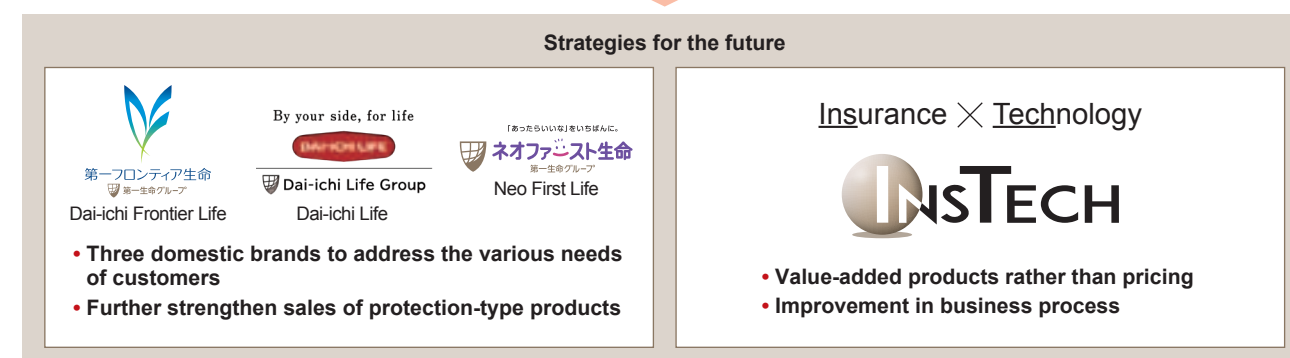 Strategies for the future
第一フロンティア生命
第一生命グループ
Dai-ichi Frontier Life
By your side, for life
DAI-ICHI LIFE
Dai-ichi Life Group
Dai-ichi Life
「あったらいいな」をいちばんに。
ネオファースト生命
第一生命グループ
Neo First Life
• Three domestic brands to address the various needs
of customers
• Further strengthen sales of protection-type products
Insurance × Technology
INSTECH
• Value-added products rather than pricing
• Improvement in business process